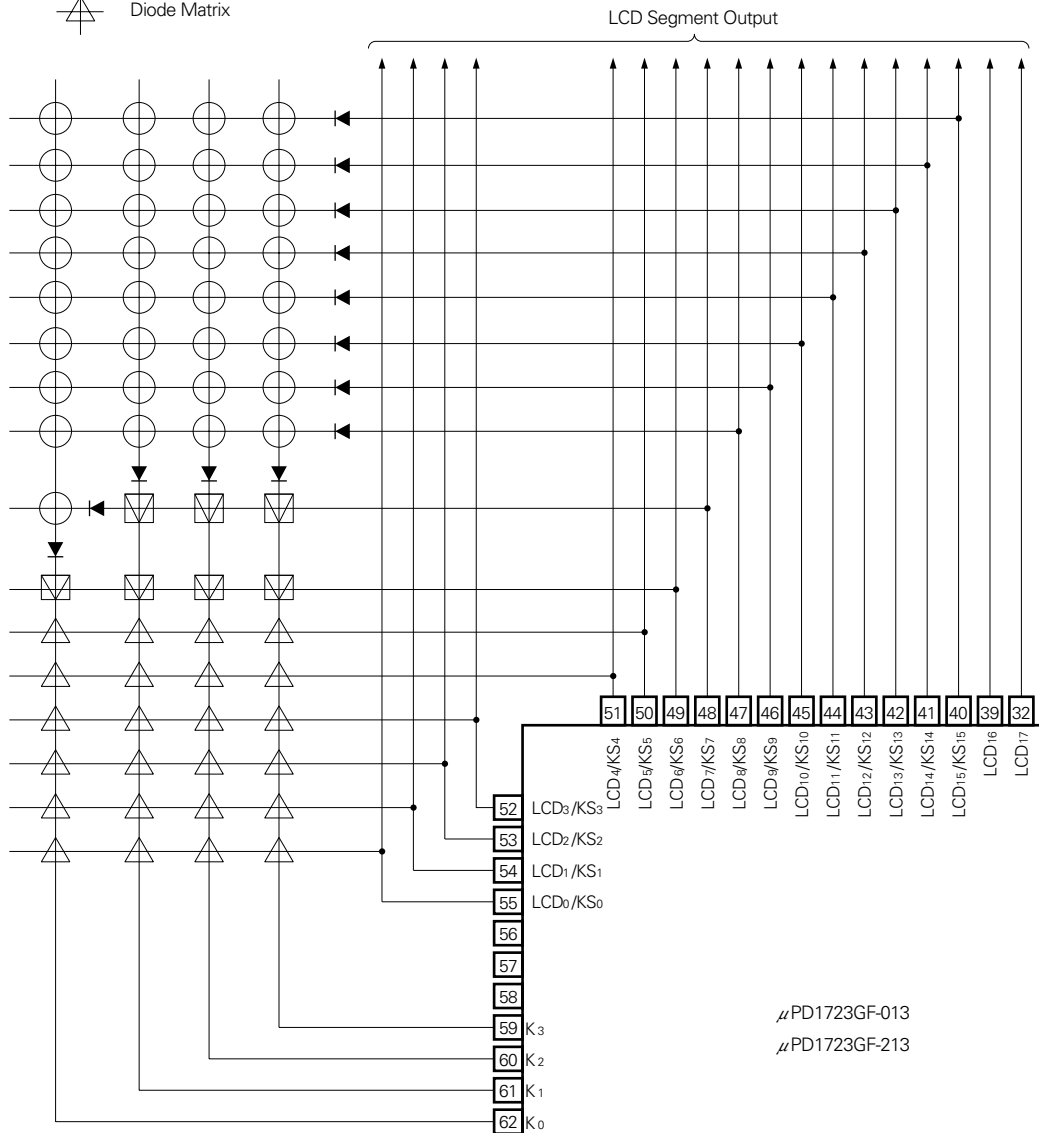 Diode Matrix
LCD Segment Output
51 50 49 48 47 46 45 44 43 42 41 40 39 32
LCD4/KS4
LCD5/KS5
LCD6/KS6
LCD7/KS7
LCD8/KS8
LCD9/KS9
LCD10/KS10
LCD11/KS11
LCD12/KS12
LCD13/KS13
LCD14/KS14
LCD15/KS15
LCD16
LCD17
52 LCD3/KS3
53 LCD2/KS2
54 LCD1/KS1
55 LCD0/KS0
56
57
58
59 K3
60 K2
61 K1
62 K0
μPD1723GF-013
μPD1723GF-213